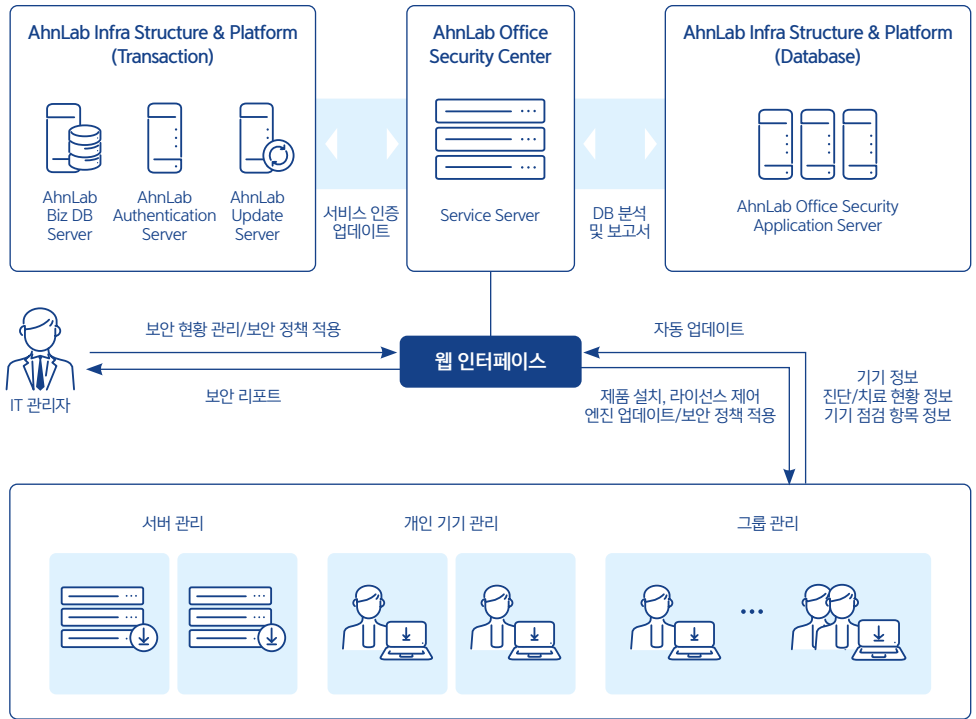 AhnLab Infra Structure & Platform
(Transaction)
AhnLab
Biz DB
Server
AhnLab
Authentication
Server
AhnLab
Update
Server
서비스 인증
업데이트
AhnLab Office
Security Center
Service Server
DB 분석
및 보고서
AhnLab Infra Structure & Platform
(Database)
AhnLab Office Security
Application Server
IT 관리자
보안 현황 관리/보안 정책 적용
보안 리포트
웹 인터페이스
자동 업데이트
제품 설치, 라이선스 제어
엔진 업데이트/보안 정책 적용
기기 정보
진단/치료 현황 정보
기기 점검 항목 정보
서버 관리
개인 기기 관리
그룹 관리